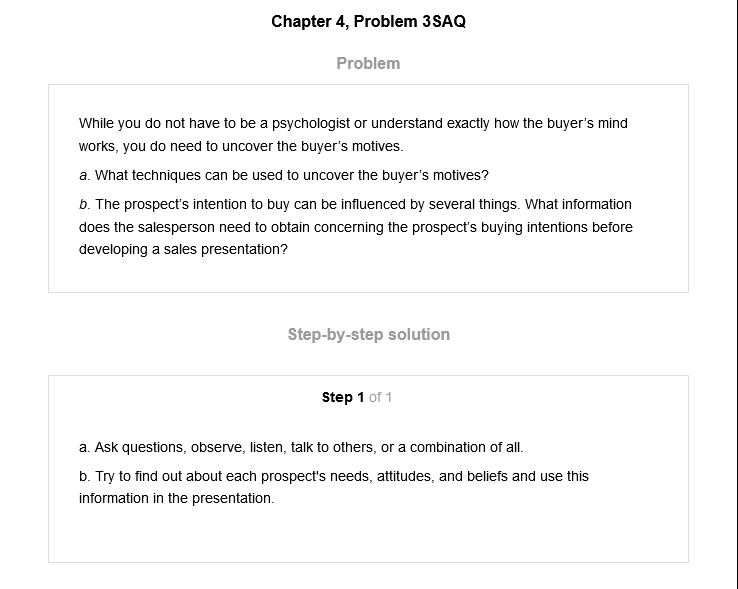 Chapter 4, Problem 3SAQ
Problem
While you do not have to be a psychologist or understand exactly how the buyer’s mind
works, you do need to uncover the buyer’s motives.
a. What techniques can be used to uncover the buyer’s motives?
b. The prospect’s intention to buy can be influenced by several things. What information
does the salesperson need to obtain concerning the prospect’s buying intentions before
developing a sales presentation?
Step-by-step solution
Step 1 of 1
a. Ask questions, observe, listen, talk to others, or a combination of all.
b. Try to find out about each prospect's needs, attitudes, and beliefs and use this
information in the presentation.